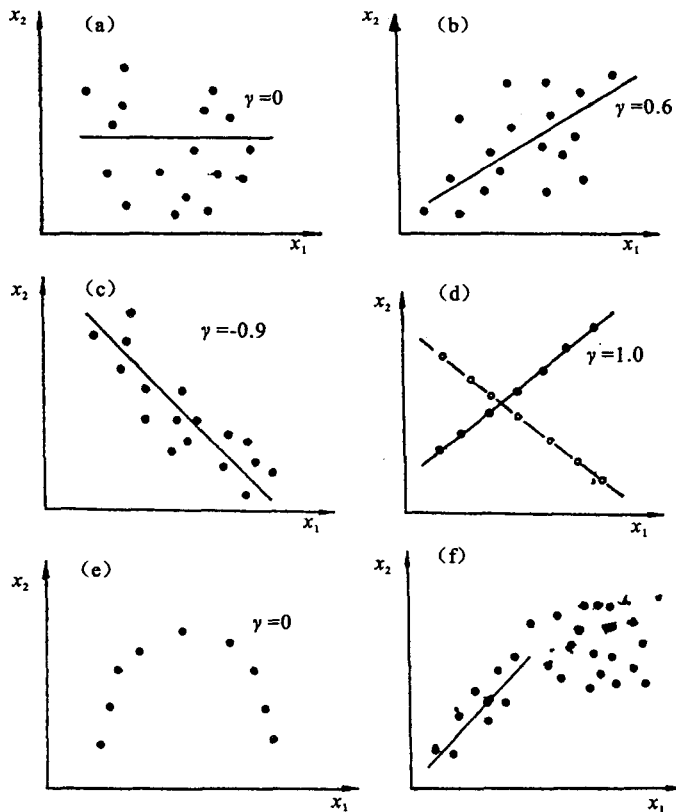 x₂ (a)
γ=0
x₁
x₂ (b)
γ=0.6
x₁
x₂ (c)
γ=-0.9
x₁
x₂ (d)
γ=1.0
x₁
x₂ (e)
γ=0
x₁
x₂ (f)
x₁